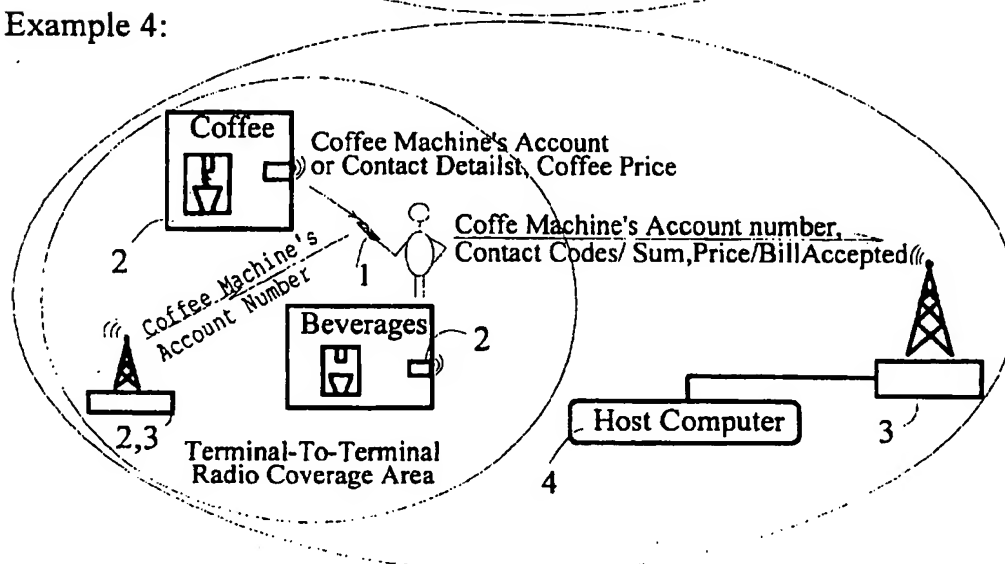 Example 4:
Coffee
Coffee Machine's Account
or Contact Detailst, Coffee Price
2
1
Coffe Machine's Account number,
Contact Codes/ Sum,Price/BillAccepted
Coffee Machine's
Account Number
Beverages
2
2,3
Terminal-To-Terminal
Radio Coverage Area
Host Computer
4
3